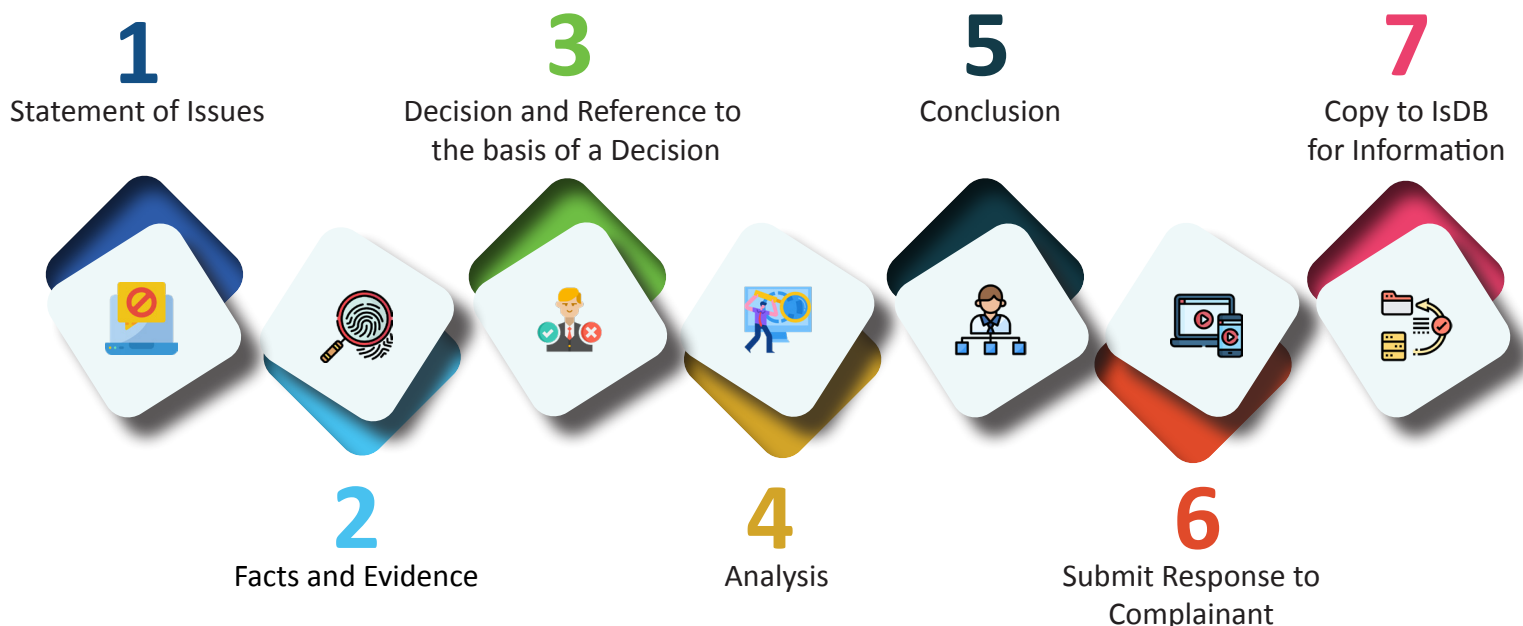 1
Statement of Issues
2
Facts and Evidence
3
Decision and Reference to
the basis of a Decision
4
Analysis
5
Conclusion
6
Submit Response to
Complainant
7
Copy to IsDB
for Information